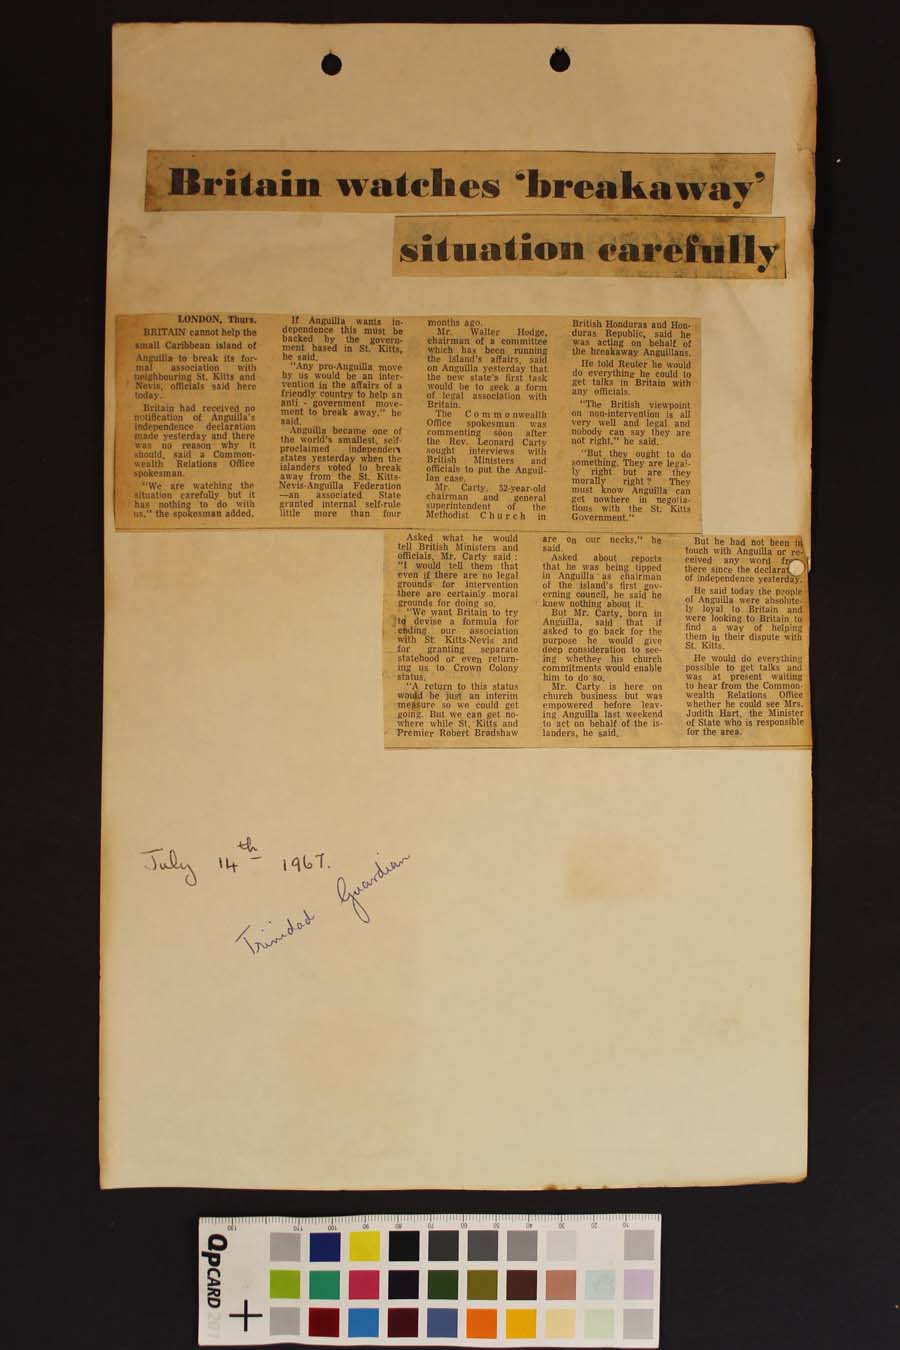 Britain watches 'breakaway'
situation carefully
LONDON, Thurs.
BRITAIN cannot help the
small Caribbean island of
Anguilla to break its for-
mal association with
neighbouring St. Kitts and
Nevis, officials said here
today.
Britain had received no
notification of Anguilla's
independence declaration
made yesterday and there
was no reason why it
should, said a Common-
wealth Relations Office
spokesman.
"We are watching the
situation carefully but it
has nothing to do with
us," the spokesman added.
If Anguilla wants in-
dependence this must be
backed by the govern-
ment based in St. Kitts,
he said.
"Any pro-Anguilla move
by us would be an inter-
vention in the affairs of a
friendly country to help an
anti - government move-
ment to break away," he
said.
Anguilla became one of
the world's smallest, self-
proclaimed independent
states yesterday when the
islanders voted to break
away from the St. Kitts-
Nevis-Anguilla Federation
—an associated State
granted internal self-rule
little more than four
months ago.
Mr. Walter Hodge,
chairman of a committee
which has been running
the island's affairs, said
on Anguilla yesterday that
the new state's first task
would be to seek a form
of legal association with
Britain.
The Commonwealth
Office spokesman was
commenting soon after
the Rev. Leonard Carty
sought interviews with
British Ministers and
officials to put the Anguil-
lan case.
Mr. Carty, 52-year-old
chairman and general
superintendent of the
Methodist Church in
British Honduras and Hon-
duras Republic, said he
was acting on behalf of
the breakaway Anguillans.
He told Reuter he would
do everything he could to
get talks in Britain with
any officials.
"The British viewpoint
on non-intervention is all
very well and legal and
nobody can say they are
not right," he said.
"But they ought to do
something. They are legal-
ly right but are they
morally right? They
must know Anguilla can
get nowhere in negotia-
tions with the St. Kitts
Government."
Asked what he would
tell British Ministers and
officials, Mr. Carty said:
"I would tell them that
even if there are no legal
grounds for intervention
there are certainly moral
grounds for doing so.
"We want Britain to try
to devise a formula for
ending our association
with St. Kitts-Nevis and
for granting separate
statehood or even return-
ing us to Crown Colony
status.
"A return to this status
would be just an interim
measure so we could get
going. But we can get no-
where while St. Kitts and
Premier Robert Bradshaw
are on our necks," he
said.
Asked about reports
that he was being tipped
in Anguilla as chairman
of the island's first gov-
erning council, he said he
knew nothing about it.
But Mr. Carty, born in
Anguilla, said that if
asked to go back for the
purpose he would give
deep consideration to see-
ing whether his church
commitments would enable
him to do so.
Mr. Carty is here on
church business but was
empowered before leav-
ing Anguilla last weekend
to act on behalf of the is-
landers, he said.
But he had not been in
touch with Anguilla or re-
ceived any word
there since the declarat
of independence yesterday.
He said today the people
of Anguilla were absolute-
ly loyal to Britain and
were looking to Britain to
find a way of helping
them in their dispute with
St. Kitts.
He would do everything
possible to get talks and
was at present waiting
to hear from the Common-
wealth Relations Office
whether he could see Mrs.
Judith Hart, the Minister
of State who is responsible
for the area.
July 14th 1967.
Trinidad Guardian
130 110 100 90 80 70 60 50 40 30 20 10
QPCARD 201